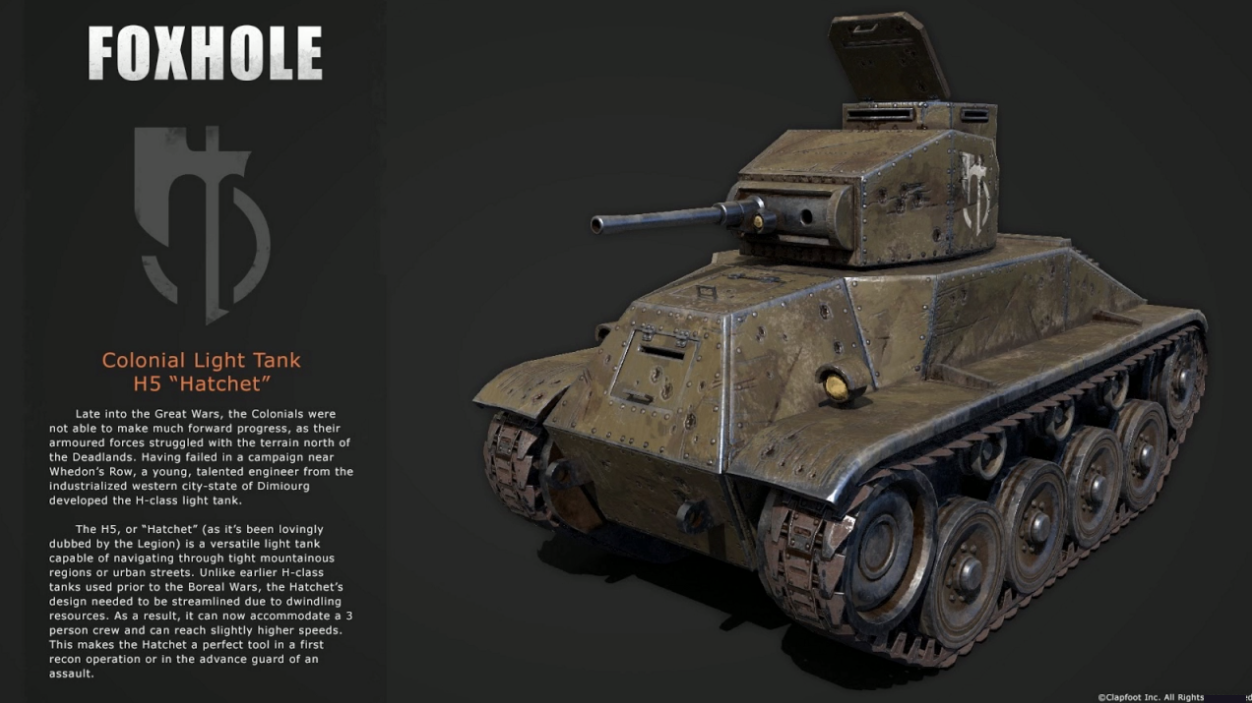 FOXHOLE
Colonial Light Tank
H5 “Hatchet”
Late into the Great Wars, the Colonials were
not able to make much forward progress, as their
armoured forces struggled with the terrain north of
the Deadlands. Having failed in a campaign near
Whedon’s Row, a young, talented engineer from the
industrialized western city-state of Dimiourg
developed the H-class light tank.
The H5, or “Hatchet” (as it’s been lovingly
dubbed by the Legion) is a versatile light tank
capable of navigating through tight mountainous
regions or urban streets. Unlike earlier H-class
tanks used prior to the Boreal Wars, the Hatchet’s
design needed to be streamlined due to dwindling
resources. As a result, it can now accommodate a 3
person crew and can reach slightly higher speeds.
This makes the Hatchet a perfect tool in a first
recon operation or in the advance guard of an
assault.
©Clapfoot Inc. All Rights